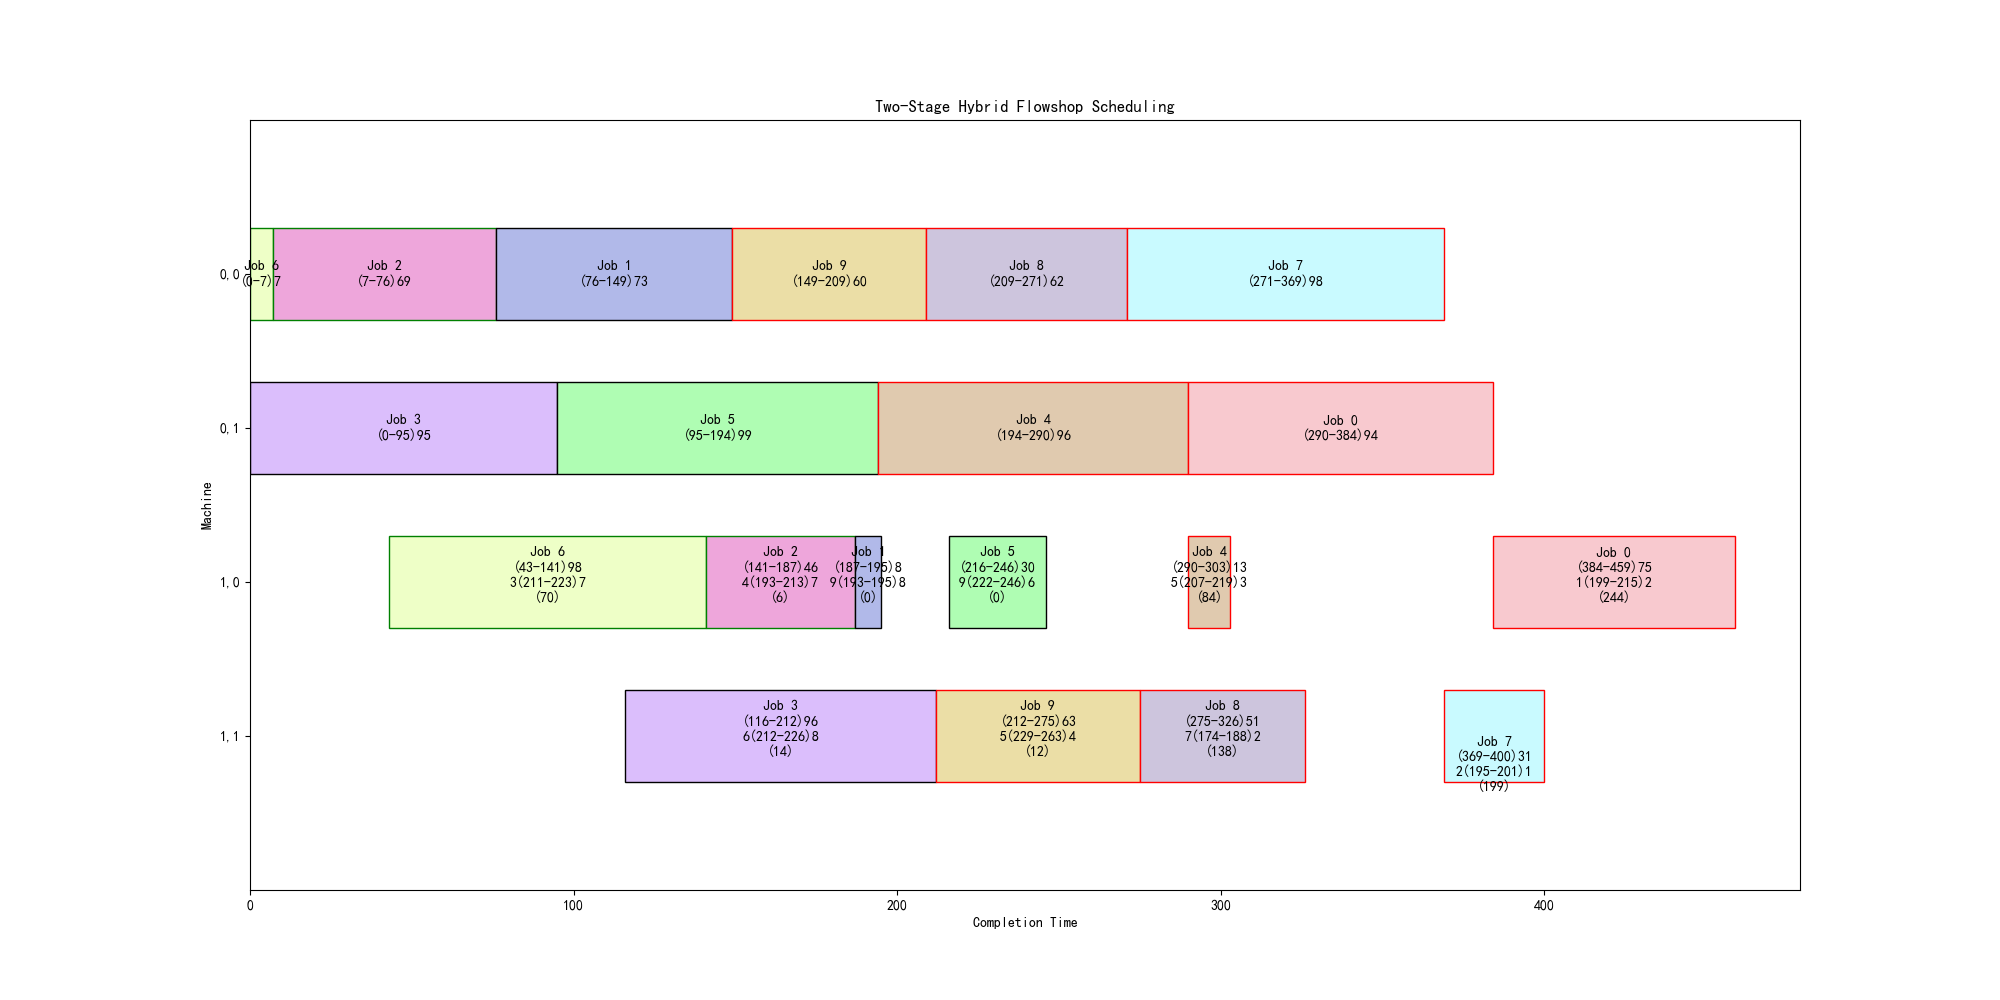 Two-Stage Hybrid Flowshop Scheduling
0,0
Job 6
(0-7)7
Job 2
(7-76)69
Job 1
(76-149)73
Job 9
(149-209)60
Job 8
(209-271)62
Job 7
(271-369)98
0,1
Job 3
(0-95)95
Job 5
(95-194)99
Job 4
(194-290)96
Job 0
(290-384)94
Machine
1,0
Job 6
(43-141)98
3(211-223)7
(70)
Job 2
(141-187)46
4(193-213)7
(6)
Job 1
(187-195)8
9(193-195)8
(0)
Job 5
(216-246)30
9(222-246)6
(0)
Job 4
(290-303)13
5(207-219)3
(84)
Job 0
(384-459)75
1(199-215)2
(244)
1,1
Job 3
(116-212)96
6(212-226)8
(14)
Job 9
(212-275)63
5(229-263)4
(12)
Job 8
(275-326)51
7(174-188)2
(138)
Job 7
(369-400)31
2(195-201)1
(199)
0
100
200
300
400
Completion Time